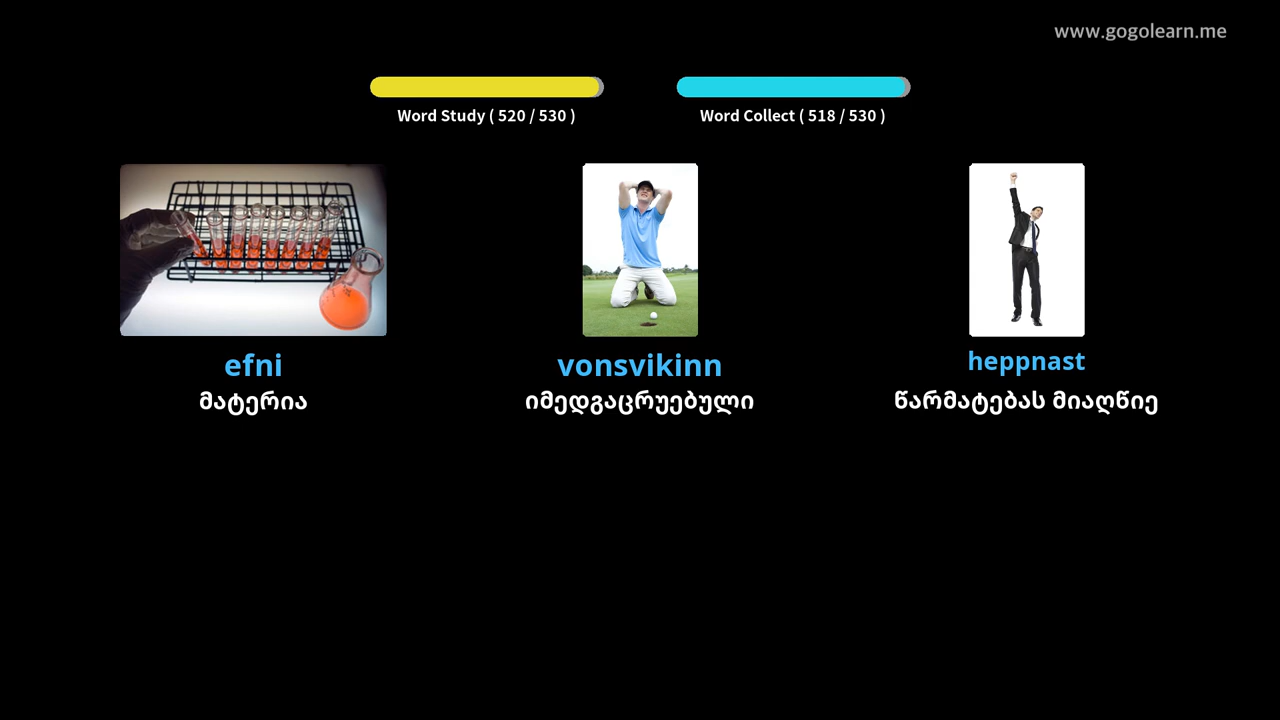 www.gogolearn.me
Word Study ( 520 / 530 )
Word Collect ( 518 / 530 )
efni
მატერია
vonsvikinn
იმედგაცრუებული
heppnast
წარმატებას მიაღწიე